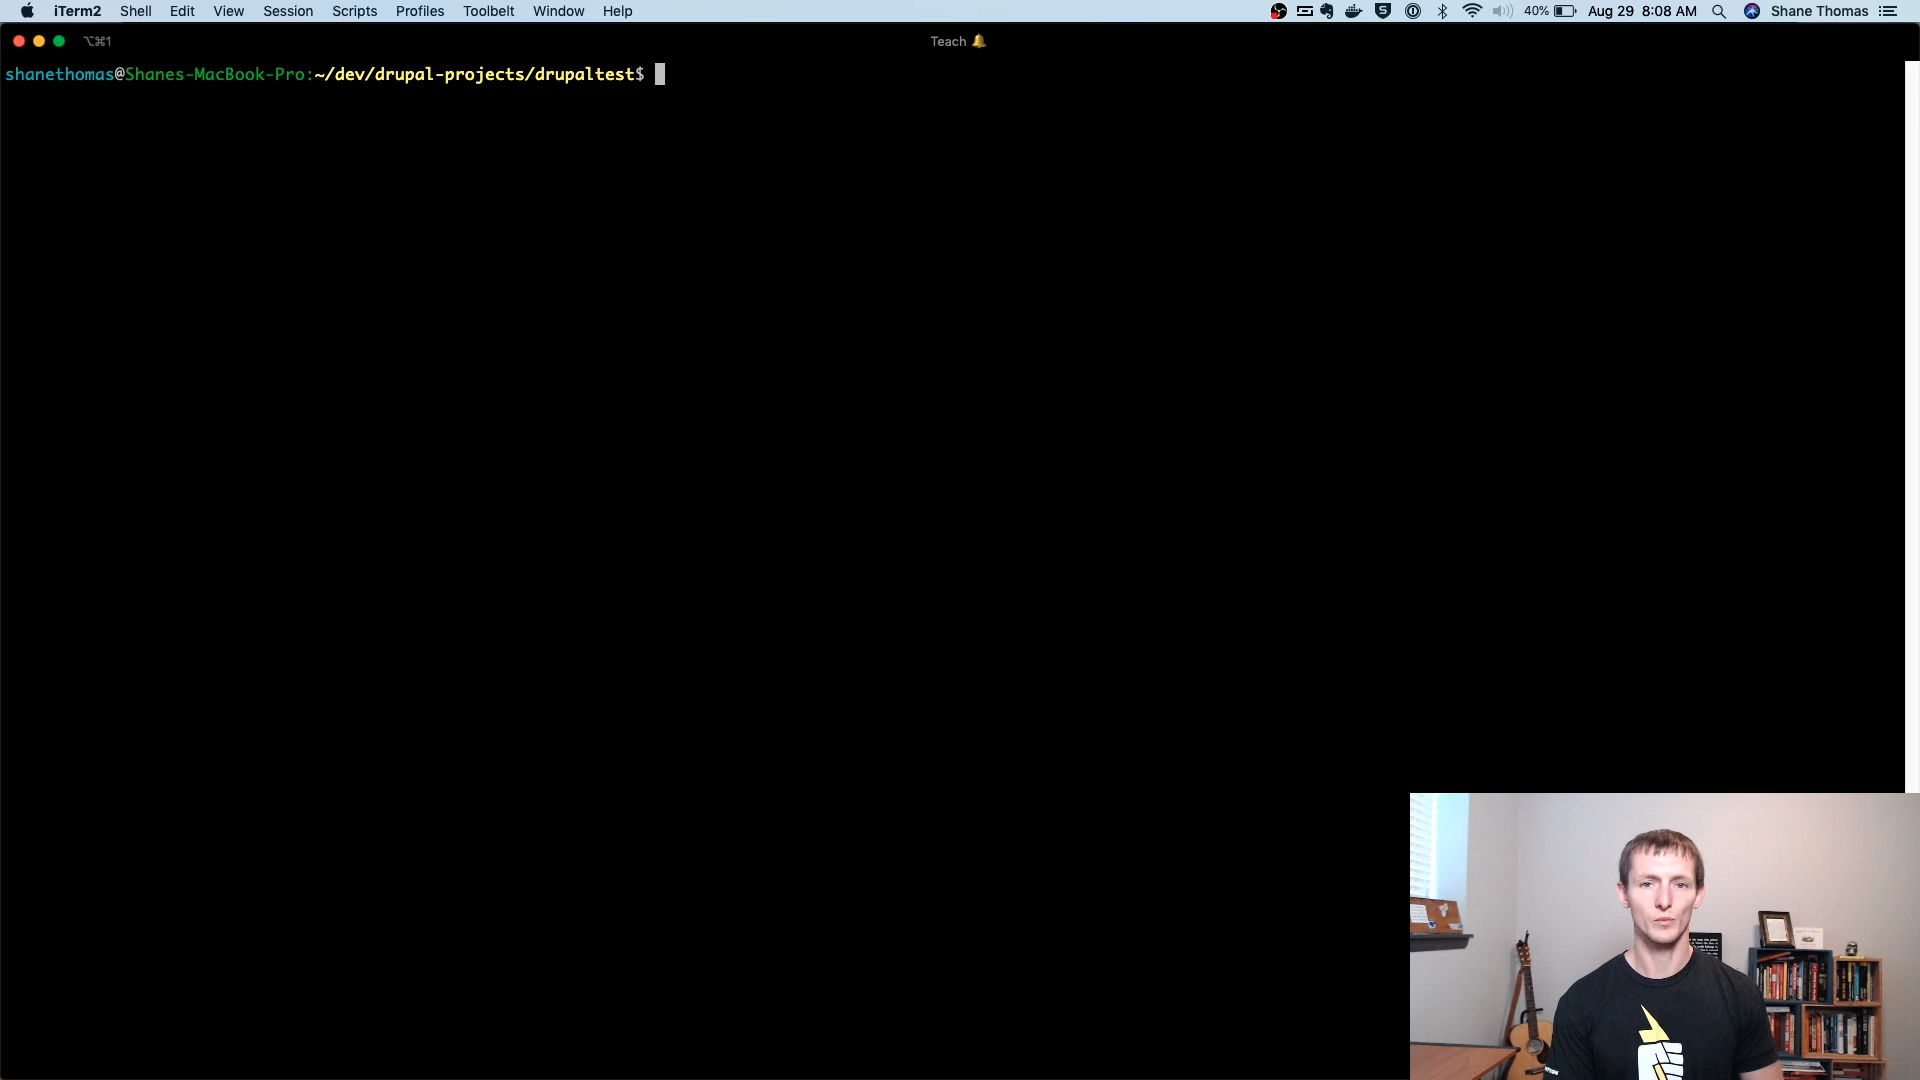 iTerm2 Shell Edit View Session Scripts Profiles Toolbelt Window Help 40% Aug 29 8:08 AM Shane Thomas
⌥⌘1 Teach 🔔
shanethomas@Shanes-MacBook-Pro:~/dev/drupal-projects/drupaltest$